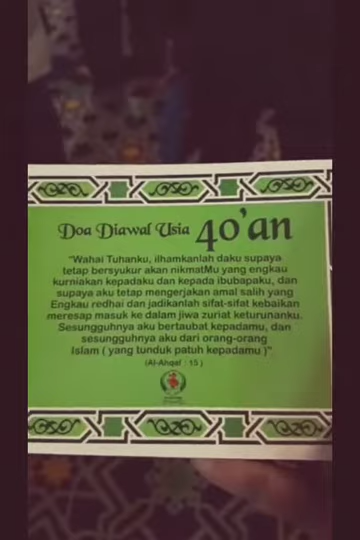 Doa Diawal Usia 40'an
"Wahai Tuhanku, ilhamkanlah daku supaya
tetap bersyukur akan nikmatMu yang engkau
kurniakan kepadaku dan kepada ibubapaku, dan
supaya aku tetap mengerjakan amal salih yang
Engkau redhai dan jadikanlah sifat-sifat kebaikan
meresap masuk ke dalam jiwa zuriat keturunanku.
Sesungguhnya aku bertaubat kepadamu, dan
sesungguhnya aku dari orang-orang
Islam ( yang tunduk patuh kepadamu )"
(Al-Ahqaf : 15 )